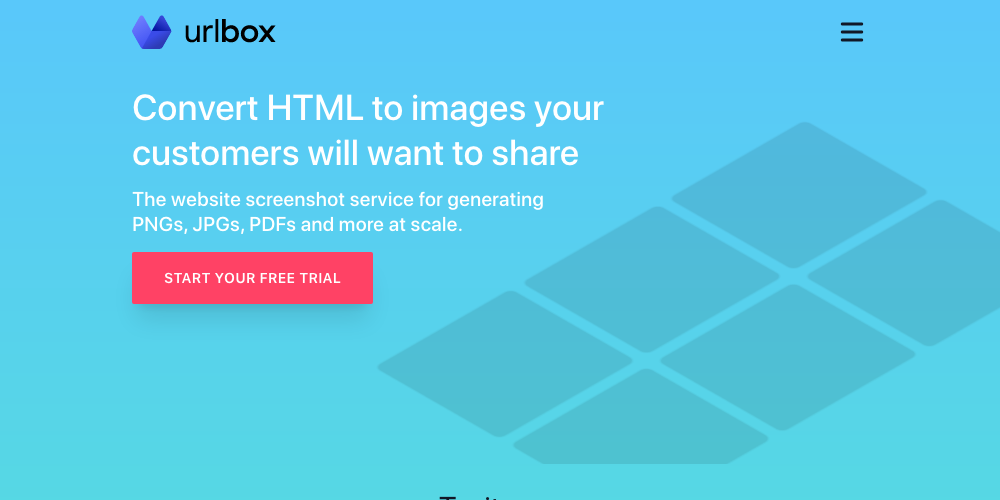 urlbox
Convert HTML to images your
customers will want to share
The website screenshot service for generating
PNGs, JPGs, PDFs and more at scale.
START YOUR FREE TRIAL